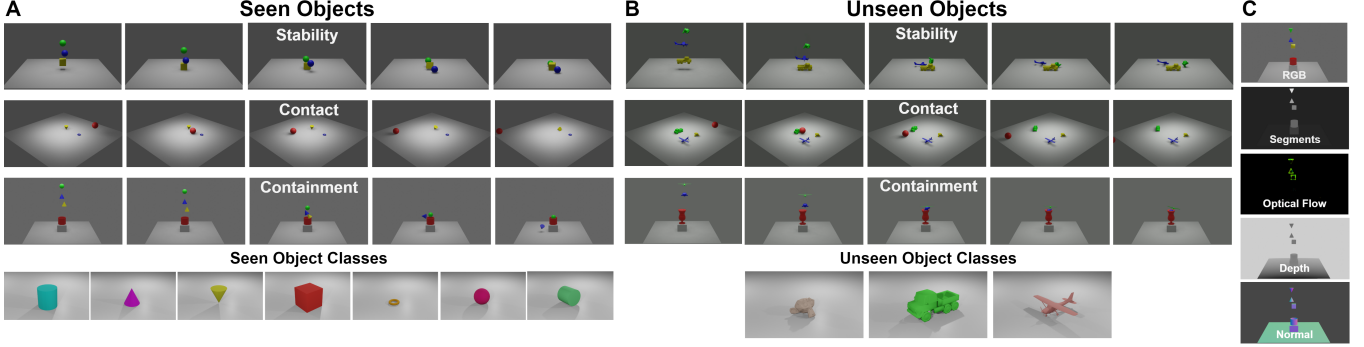 A
Seen Objects
Stability
Contact
Containment
Seen Object Classes
B
Unseen Objects
Stability
Contact
Containment
Unseen Object Classes
C
RGB
Segments
Optical Flow
Depth
Normal